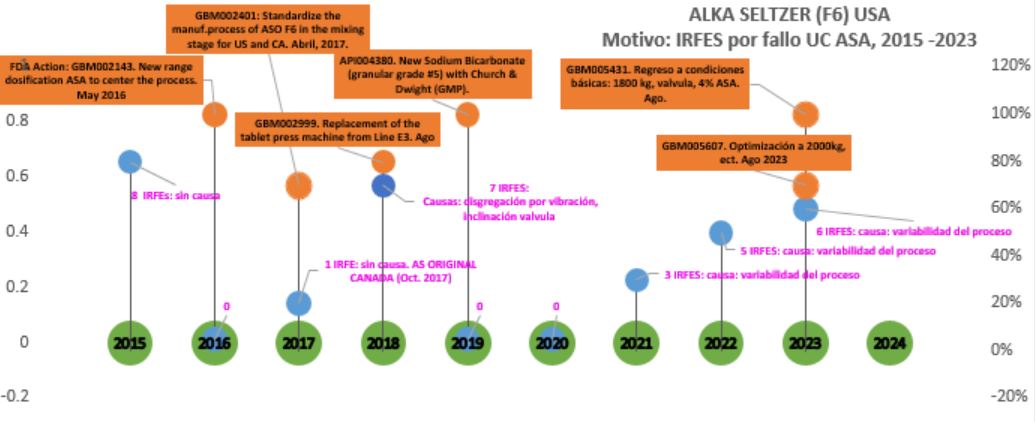 ALKA SELTZER (F6) USA
Motivo: IRFES por fallo UC ASA, 2015 -2023
GBM002401: Standardize the
manuf.process of ASO F6 in the mixing
stage for US and CA. Abril, 2017.
FDA Action: GBM002143. New range
dosification ASA to center the process.
May 2016
API004380. New Sodium Bicarbonate
(granular grade #5) with Church &
Dwight (GMP).
GBM002999. Replacement of the
tablet press machine from Line E3. Ago
GBM005431. Regreso a condiciones
básicas: 1800 kg, valvula, 4% ASA.
Ago.
GBM005607. Optimización a 2000kg,
ect. Ago 2023
8 IRFEs: sin causa
0
1 IRFE: sin causa. AS ORIGINAL
CANADA (Oct. 2017)
7 IRFES:
Causas: disgregación por vibración,
inclinación valvula
0
0
3 IRFES: causa: variabilidad del proceso
5 IRFES: causa: variabilidad del proceso
6 IRFES: causa: variabilidad del proceso
0.8
0.6
0.4
0.2
0
-0.2
120%
100%
80%
60%
40%
20%
0%
-20%
2015
2016
2017
2018
2019
2020
2021
2022
2023
2024